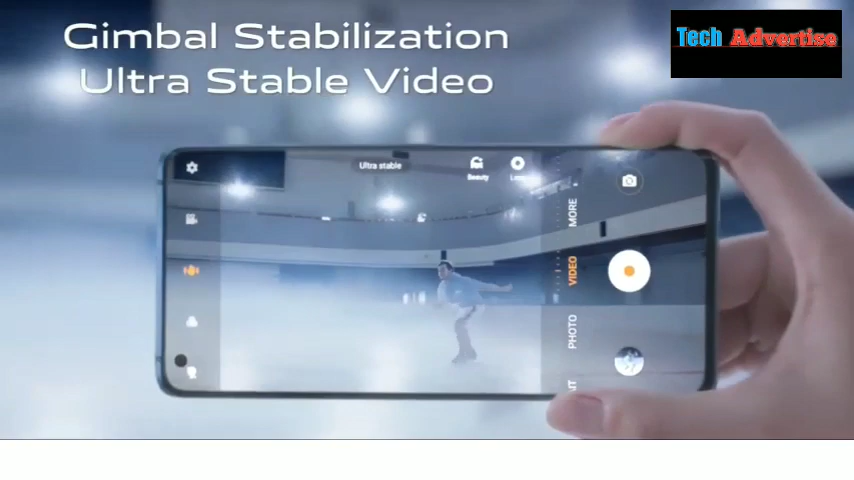 Gimbal Stabilization
Ultra Stable Video
Tech Advertise
Ultra stable
Beauty
MORE
VIDEO
PHOTO